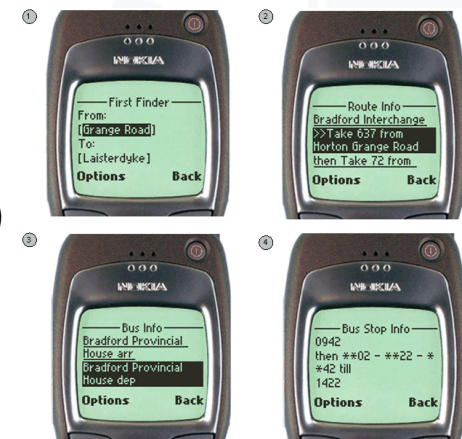 1
NOKIA
First Finder
From:
[Grange Road]
To:
[Laisterdyke]
Options Back
2
NOKIA
Route Info
Bradford Interchange
>>Take 637 from
Horton Grange Road
then Take 72 from
Options Back
3
NOKIA
Bus Info
Bradford Provincial
House arr
Bradford Provincial
House dep
Options Back
4
NOKIA
Bus Stop Info
0942
then **02 - **22 - *
*42 till
1422
Options Back